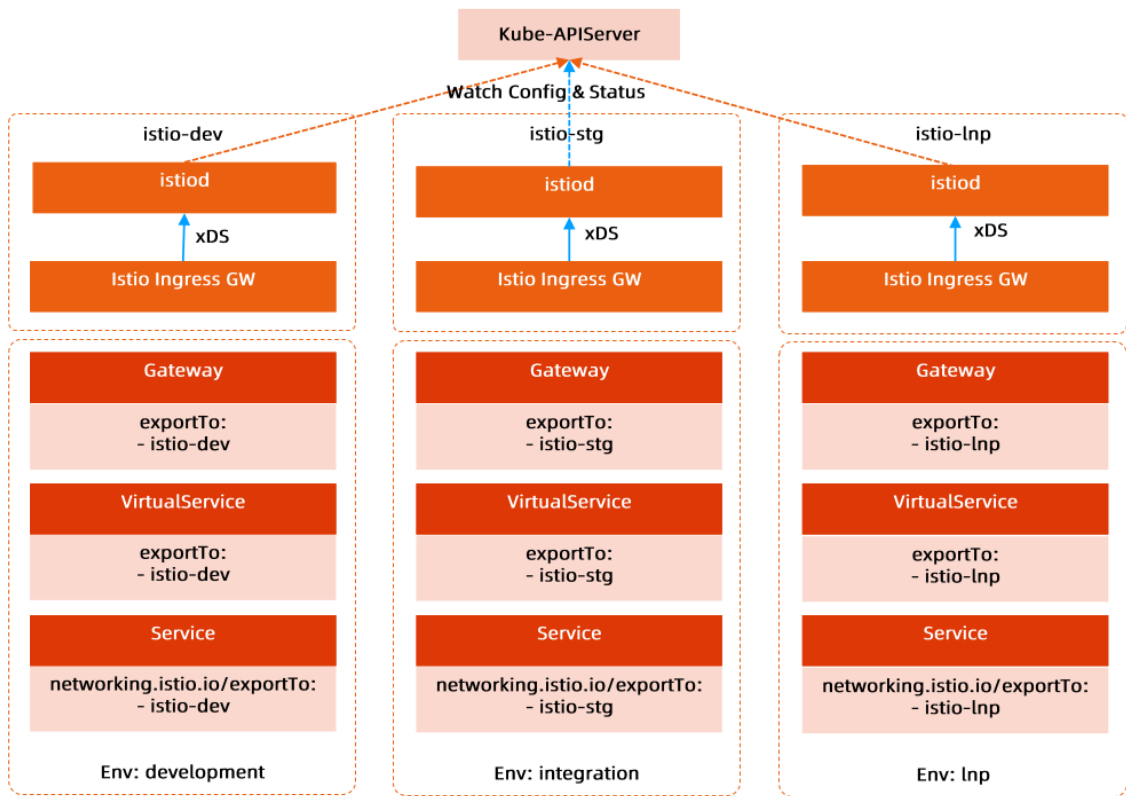 Kube-APIServer
Watch Config & Status
istio-dev
istiod
xDS
Istio Ingress GW
Gateway
exportTo:
- istio-dev
VirtualService
exportTo:
- istio-dev
Service
networking.istio.io/exportTo:
- istio-dev
Env: development
istio-stg
istiod
xDS
Istio Ingress GW
Gateway
exportTo:
- istio-stg
VirtualService
exportTo:
- istio-stg
Service
networking.istio.io/exportTo:
- istio-stg
Env: integration
istio-lnp
istiod
xDS
Istio Ingress GW
Gateway
exportTo:
- istio-lnp
VirtualService
exportTo:
- istio-lnp
Service
networking.istio.io/exportTo:
- istio-lnp
Env: lnp